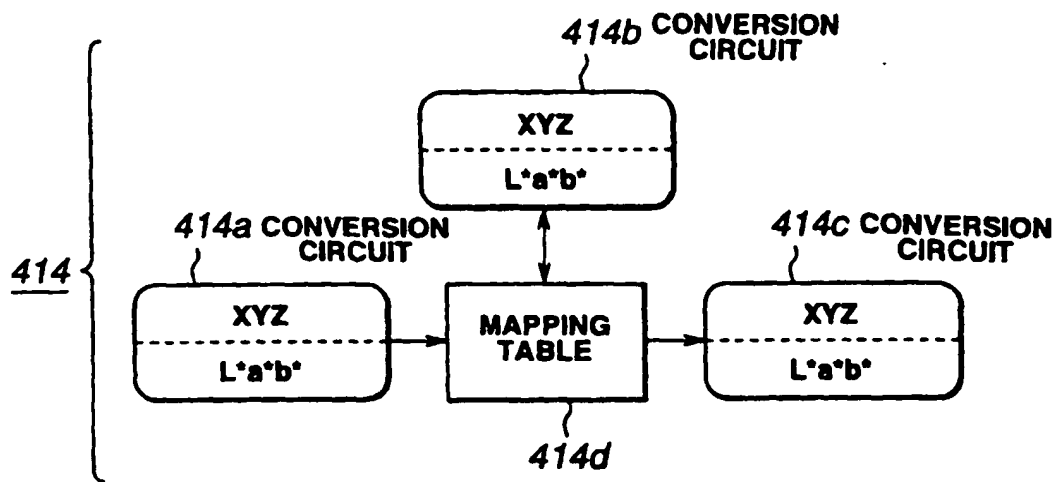 414b CONVERSION
CIRCUIT
XYZ
L*a*b*
414a CONVERSION
CIRCUIT
414c CONVERSION
CIRCUIT
414
XYZ
L*a*b*
MAPPING
TABLE
XYZ
L*a*b*
414d